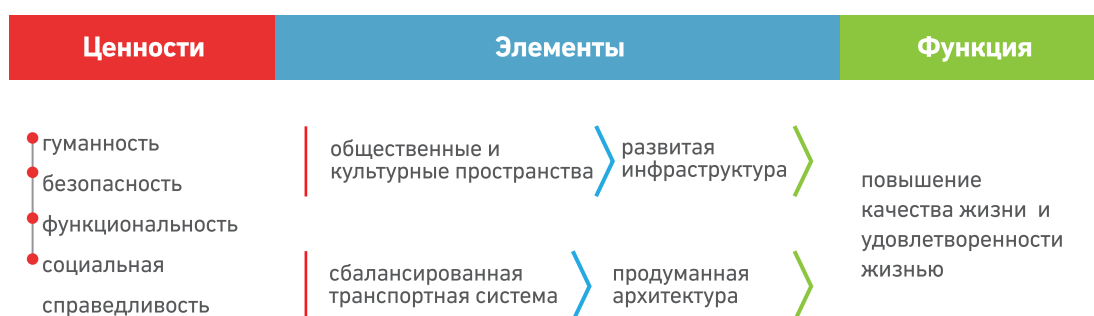 Ценности
Элементы
Функция
гуманность
безопасность
функциональность
социальная
справедливость
общественные и
культурные пространства
развитая
инфраструктура
сбалансированная
транспортная система
продуманная
архитектура
повышение
качества жизни и
удовлетворенности
жизнью